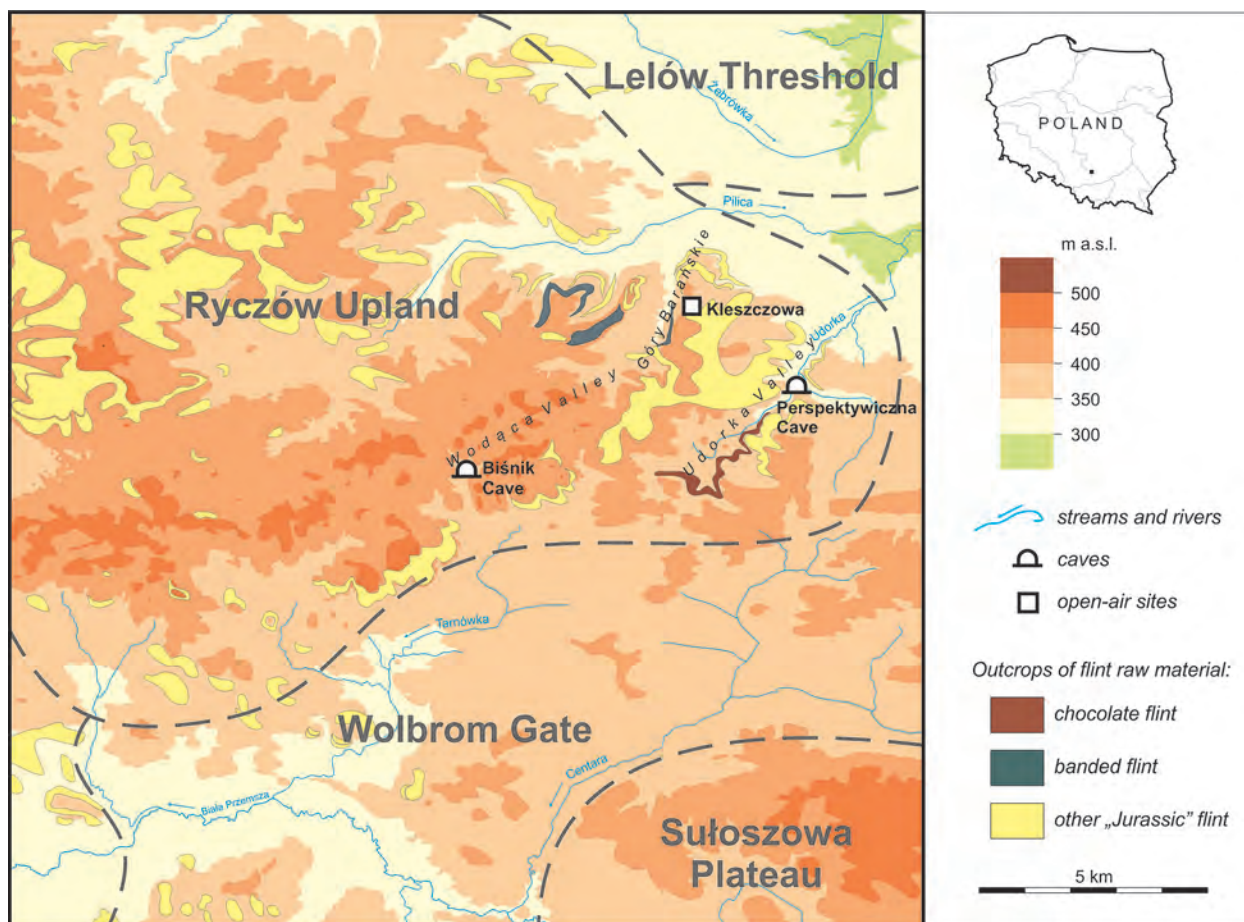 Lelów Threshold
Żebrówka
Pilica
Ryczów Upland
Góry Barańskie
Kleszczowa
Udorka
Wodąca Valley
Udorka Valley
Perspektywiczna
Cave
Biśnik
Cave
Tarnówka
Wolbrom Gate
Centara
Biała Przemsza
Sułoszowa
Plateau
POLAND
m a.s.l.
500
450
400
350
300
streams and rivers
caves
open-air sites
Outcrops of flint raw material:
chocolate flint
banded flint
other „Jurassic" flint
5 km